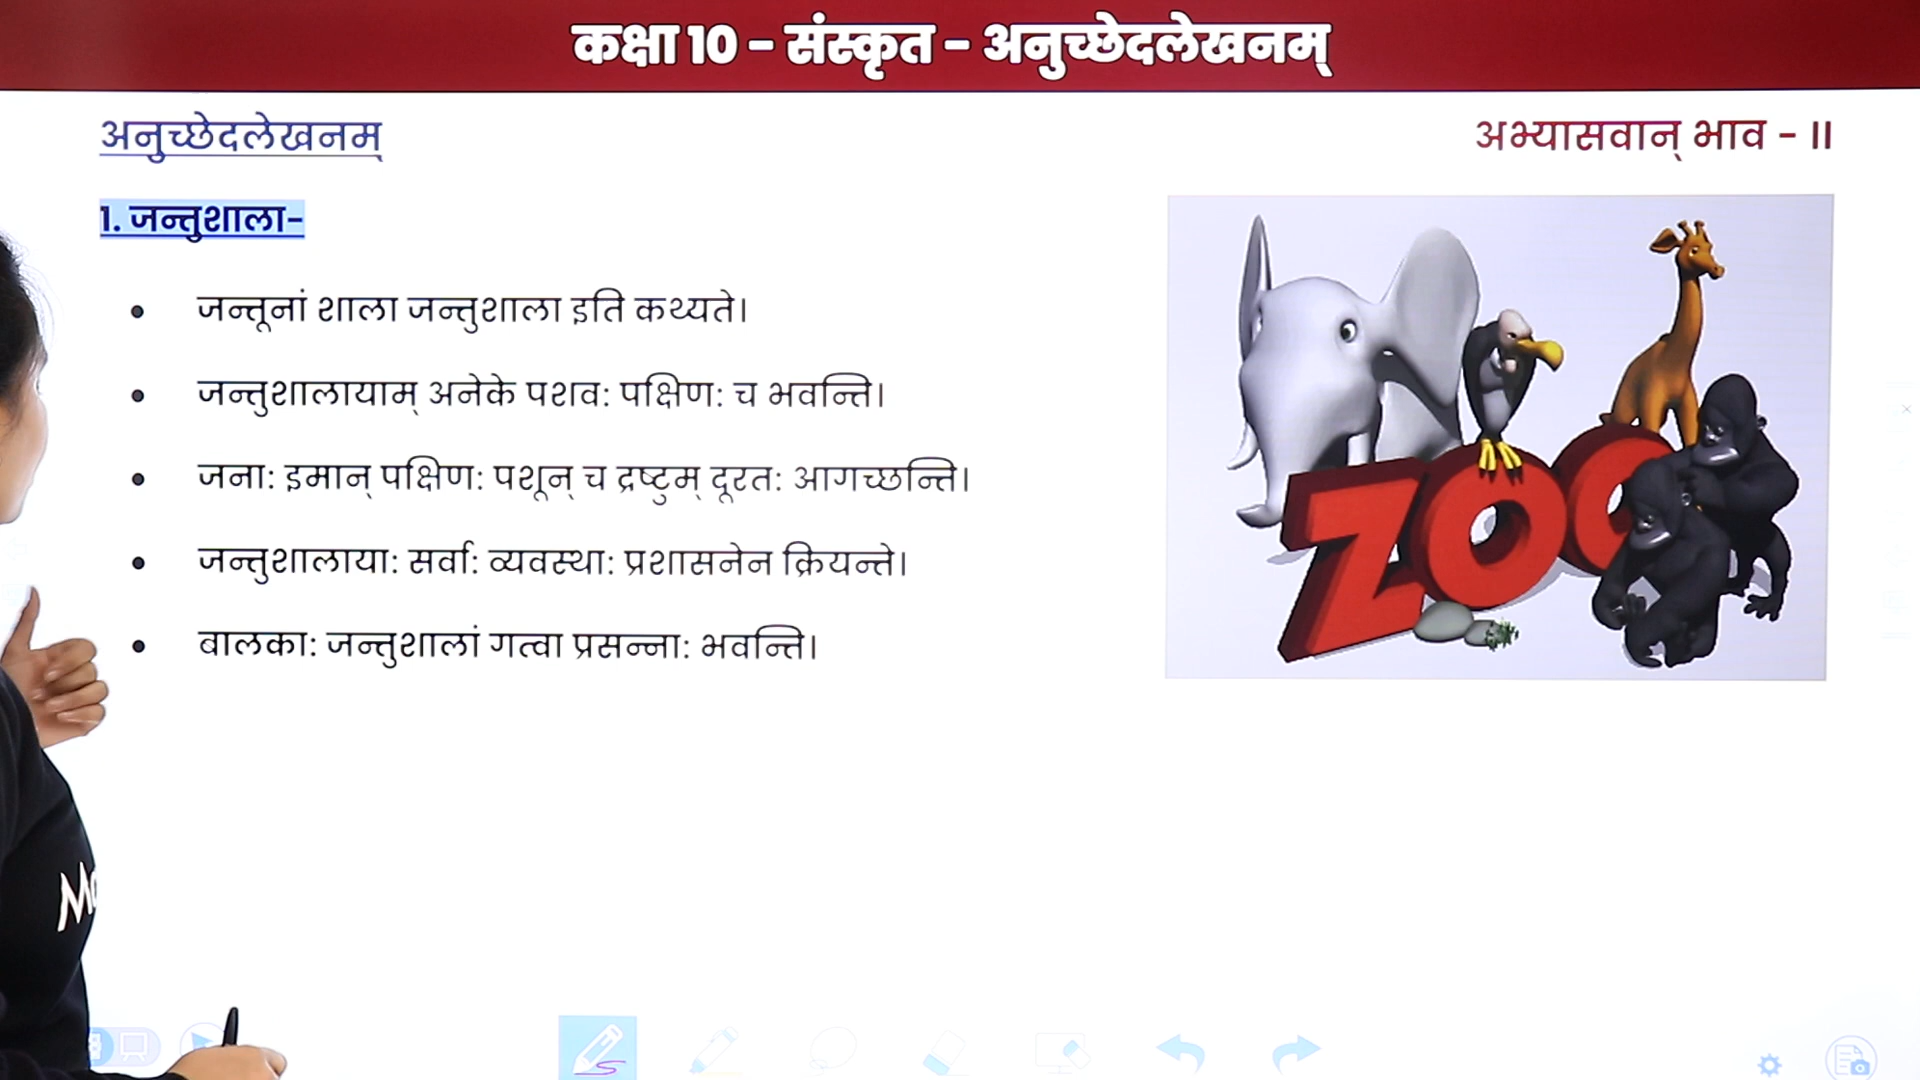 कक्षा 10 - संस्कृत - अनुच्छेदलेखनम्
अनुच्छेदलेखनम्
अभ्यासवान् भाव - II
1. जन्तुशाला-
• जन्तूनां शाला जन्तुशाला इति कथ्यते।
• जन्तुशालायाम् अनेके पशवः पक्षिणः च भवन्ति।
• जनाः इमान् पक्षिणः पशून् च द्रष्टुम् दूरतः आगच्छन्ति।
• जन्तुशालायाः सर्वाः व्यवस्थाः प्रशासनेन क्रियन्ते।
• बालकाः जन्तुशालां गत्वा प्रसन्नाः भवन्ति।
ZOO